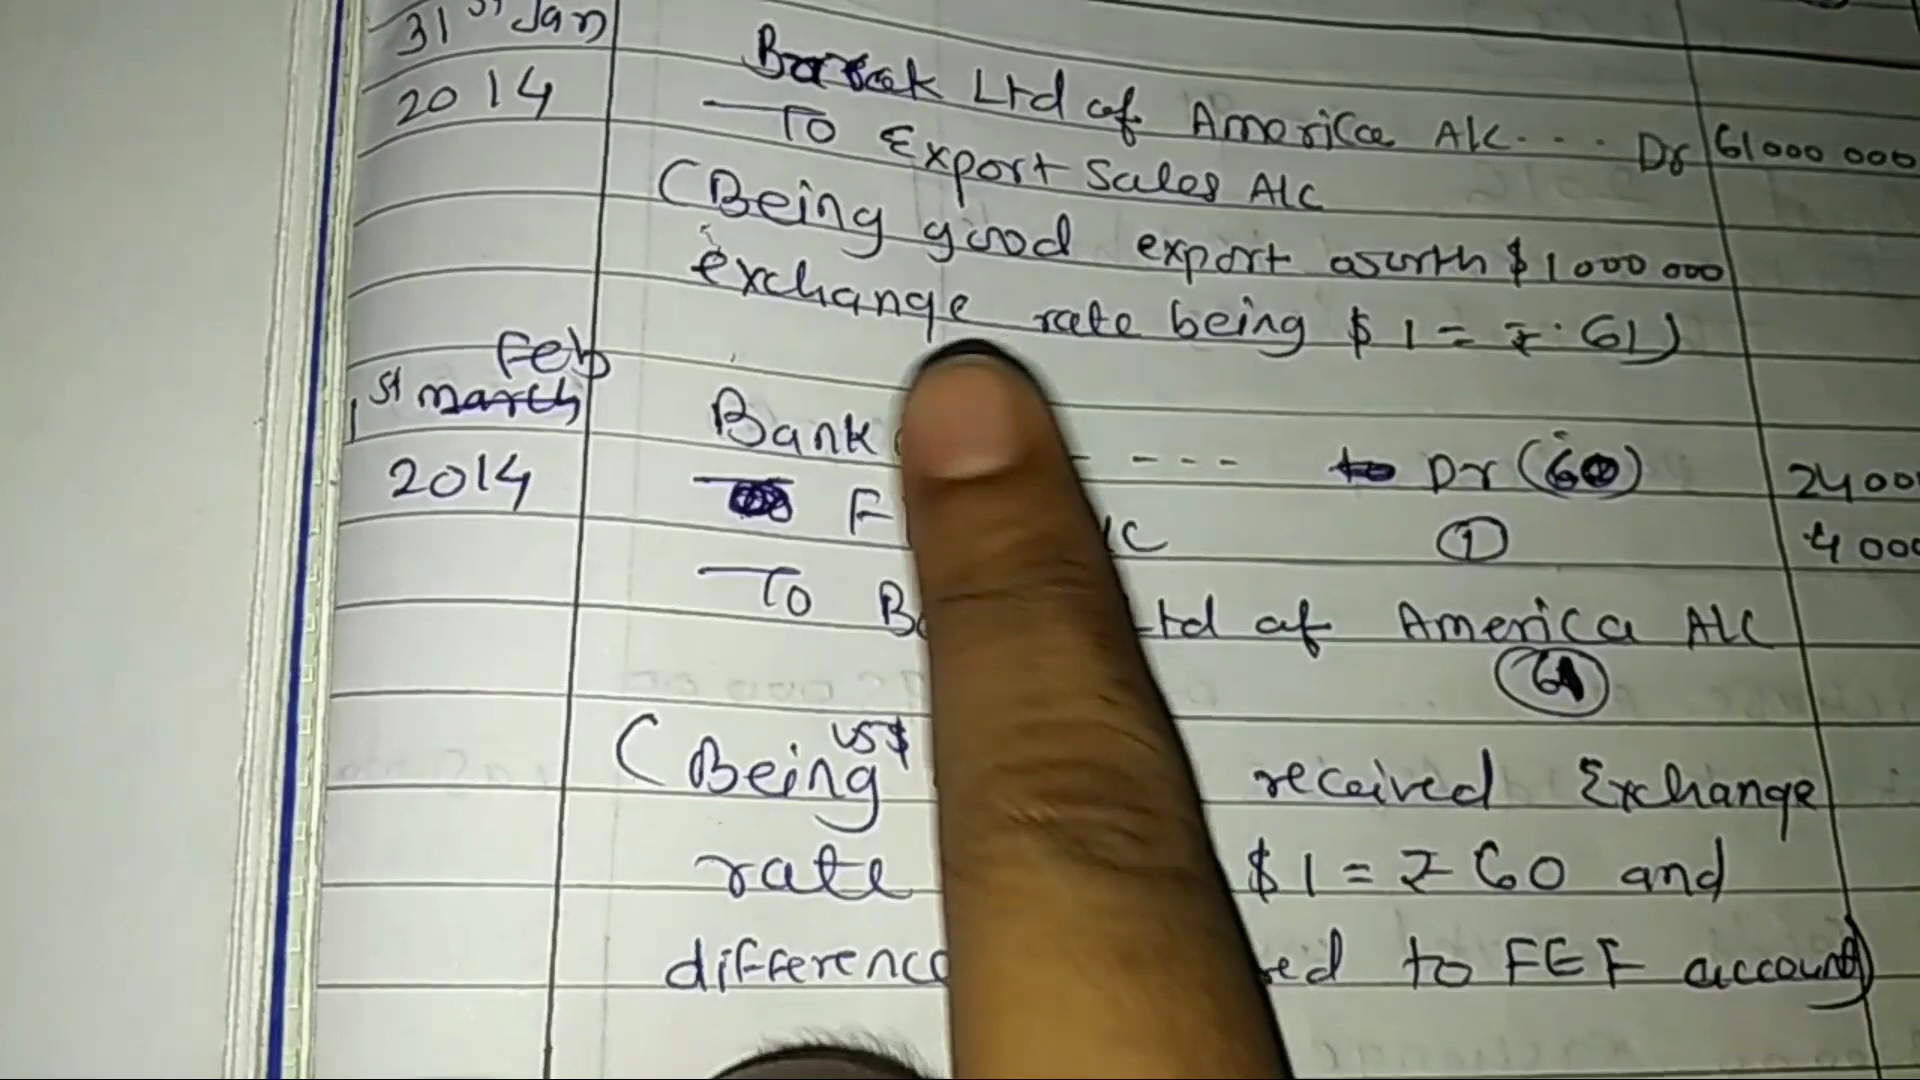 31st Jan
2014
Ltd of America A/C... Dr 61000 000
To Export Sales A/C
(Being good export worth $1000 000
exchange rate being $1 = ₹.61)
Feb
1st march
2014
Bank ---- to Dr (60) 2400
F A/C ① 4000
To Ltd of America A/C
61
(Being US$ received Exchange
rate $1 = ₹60 and
difference to FEF account)